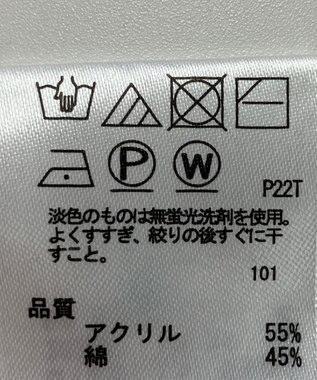 P W
P22T
淡色のものは無蛍光洗剤を使用。
よくすすぎ、絞りの後すぐに干
すこと。
101
品質
アクリル 55%
綿 45%